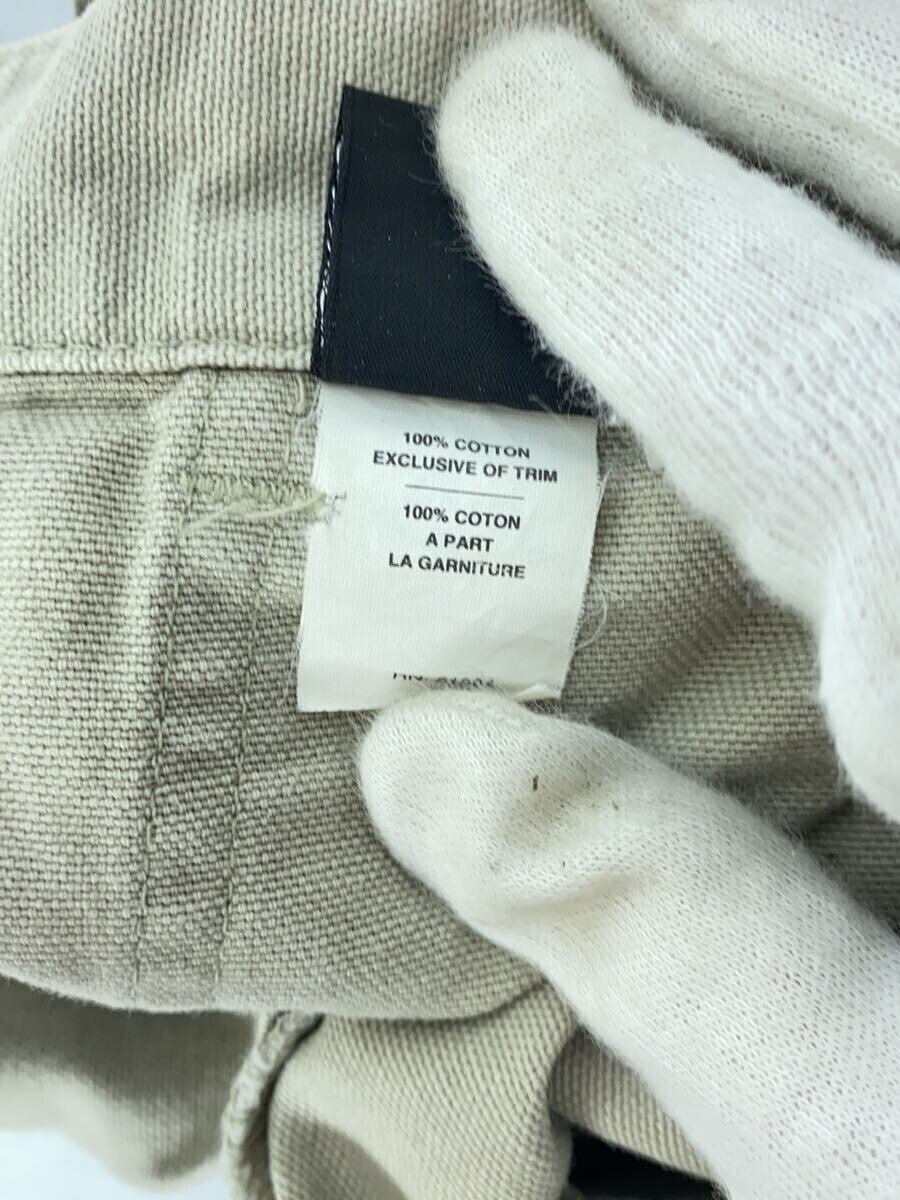 100% COTTON
EXCLUSIVE OF TRIM
100% COTON
A PART
LA GARNITURE